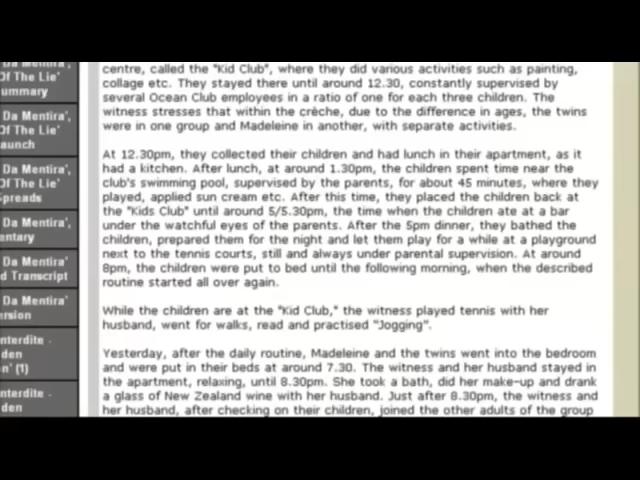 Da Mentira',
Of The Lie'
ummary
Da Mentira',
Of The Lie'
aunch
Da Mentira',
Of The Lie'
preads
Da Mentira',
entary
Da Mentira'
d Transcript
Da Mentira'
ersion
nterdite -
den
n' (1)
nterdite -
den
centre, called the "Kid Club", where they did various activities such as painting,
collage etc. They stayed there until around 12.30, constantly supervised by
several Ocean Club employees in a ratio of one for each three children. The
witness stresses that within the crèche, due to the difference in ages, the twins
were in one group and Madeleine in another, with separate activities.
At 12.30pm, they collected their children and had lunch in their apartment, as it
had a kitchen. After lunch, at around 1.30pm, the children spent time near the
club's swimming pool, supervised by the parents, for about 45 minutes, where they
played, applied sun cream etc. After this time, they placed the children back at
the "Kids Club" until around 5/5.30pm, the time when the children ate at a bar
under the watchful eyes of the parents. After the 5pm dinner, they bathed the
children, prepared them for the night and let them play for a while at a playground
next to the tennis courts, still and always under parental supervision. At around
8pm, the children were put to bed until the following morning, when the described
routine started all over again.
While the children are at the "Kid Club," the witness played tennis with her
husband, went for walks, read and practised "Jogging".
Yesterday, after the daily routine, Madeleine and the twins went into the bedroom
and were put in their beds at around 7.30. The witness and her husband stayed in
the apartment, relaxing, until 8.30pm. She took a bath, did her make-up and drank
a glass of New Zealand wine with her husband. Just after 8.30pm, the witness and
her husband, after checking on their children, joined the other adults of the group